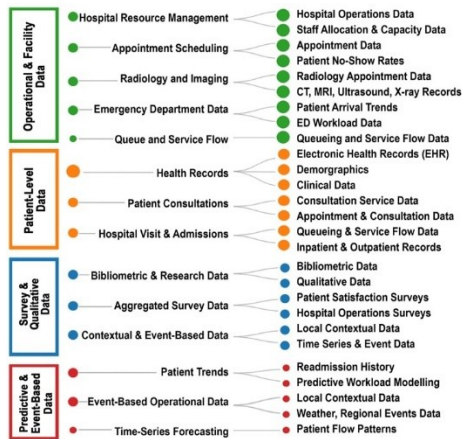 Operational & Facility
Data
Hospital Resource Management
Hospital Operations Data
Staff Allocation & Capacity Data
Appointment Scheduling
Appointment Data
Patient No-Show Rates
Radiology and Imaging
Radiology Appointment Data
CT, MRI, Ultrasound, X-ray Records
Emergency Department Data
Patient Arrival Trends
ED Workload Data
Queue and Service Flow
Queueing and Service Flow Data
Patient-Level
Data
Health Records
Electronic Health Records (EHR)
Demorgraphics
Clinical Data
Patient Consultations
Consultation Service Data
Appointment & Consultation Data
Hospital Visit & Admissions
Queueing & Service Flow Data
Inpatient & Outpatient Records
Survey &
Qualitative
Data
Bibliometric & Research Data
Bibliometric Data
Qualitative Data
Aggregated Survey Data
Patient Satisfaction Surveys
Hospital Operations Surveys
Contextual & Event-Based Data
Local Contextual Data
Time Series & Event Data
Predictive &
Event-Based
Data
Patient Trends
Readmission History
Predictive Workload Modelling
Event-Based Operational Data
Local Contextual Data
Weather, Regional Events Data
Time-Series Forecasting
Patient Flow Patterns